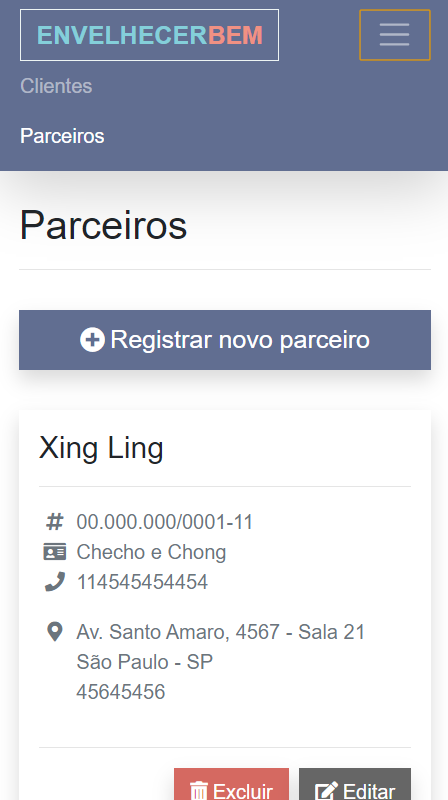 ENVELHECERBEM
Clientes
Parceiros
Parceiros
Registrar novo parceiro
Xing Ling
00.000.000/0001-11
Checho e Chong
114545454454
Av. Santo Amaro, 4567 - Sala 21
São Paulo - SP
45645456
Excluir Editar